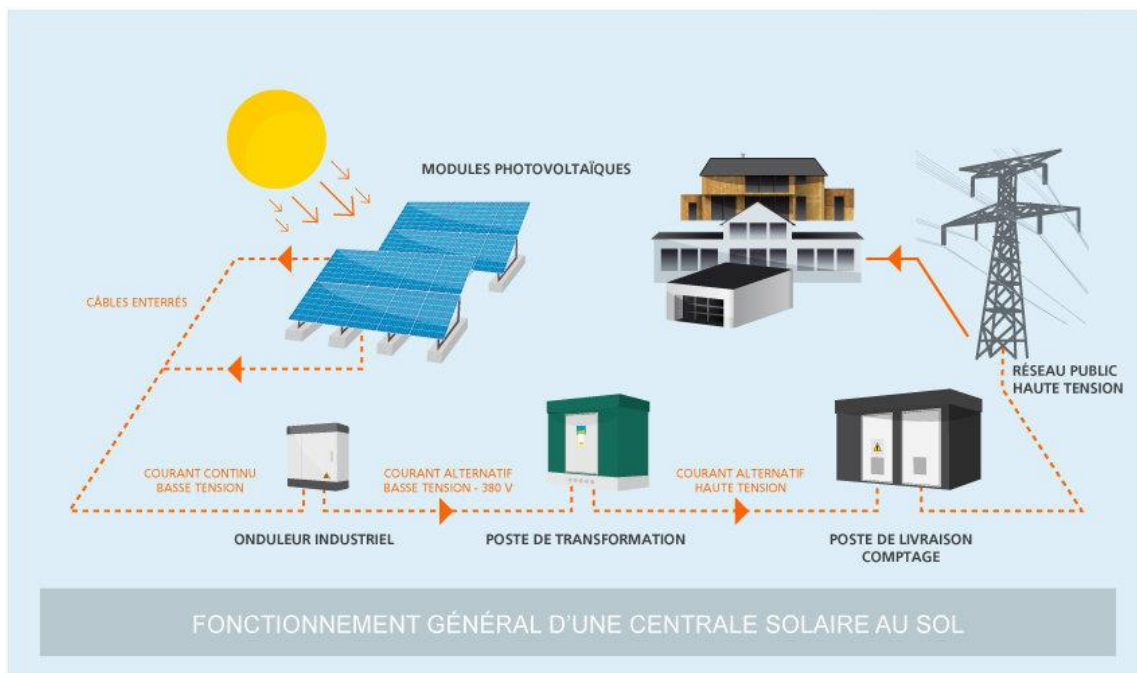 MODULES PHOTOVOLTAÏQUES
CÂBLES ENTERRÉS
RÉSEAU PUBLIC
HAUTE TENSION
COURANT CONTINU
BASSE TENSION
COURANT ALTERNATIF
BASSE TENSION - 380 V
COURANT ALTERNATIF
HAUTE TENSION
ONDULEUR INDUSTRIEL
POSTE DE TRANSFORMATION
POSTE DE LIVRAISON
COMPTAGE
FONCTIONNEMENT GÉNÉRAL D'UNE CENTRALE SOLAIRE AU SOL